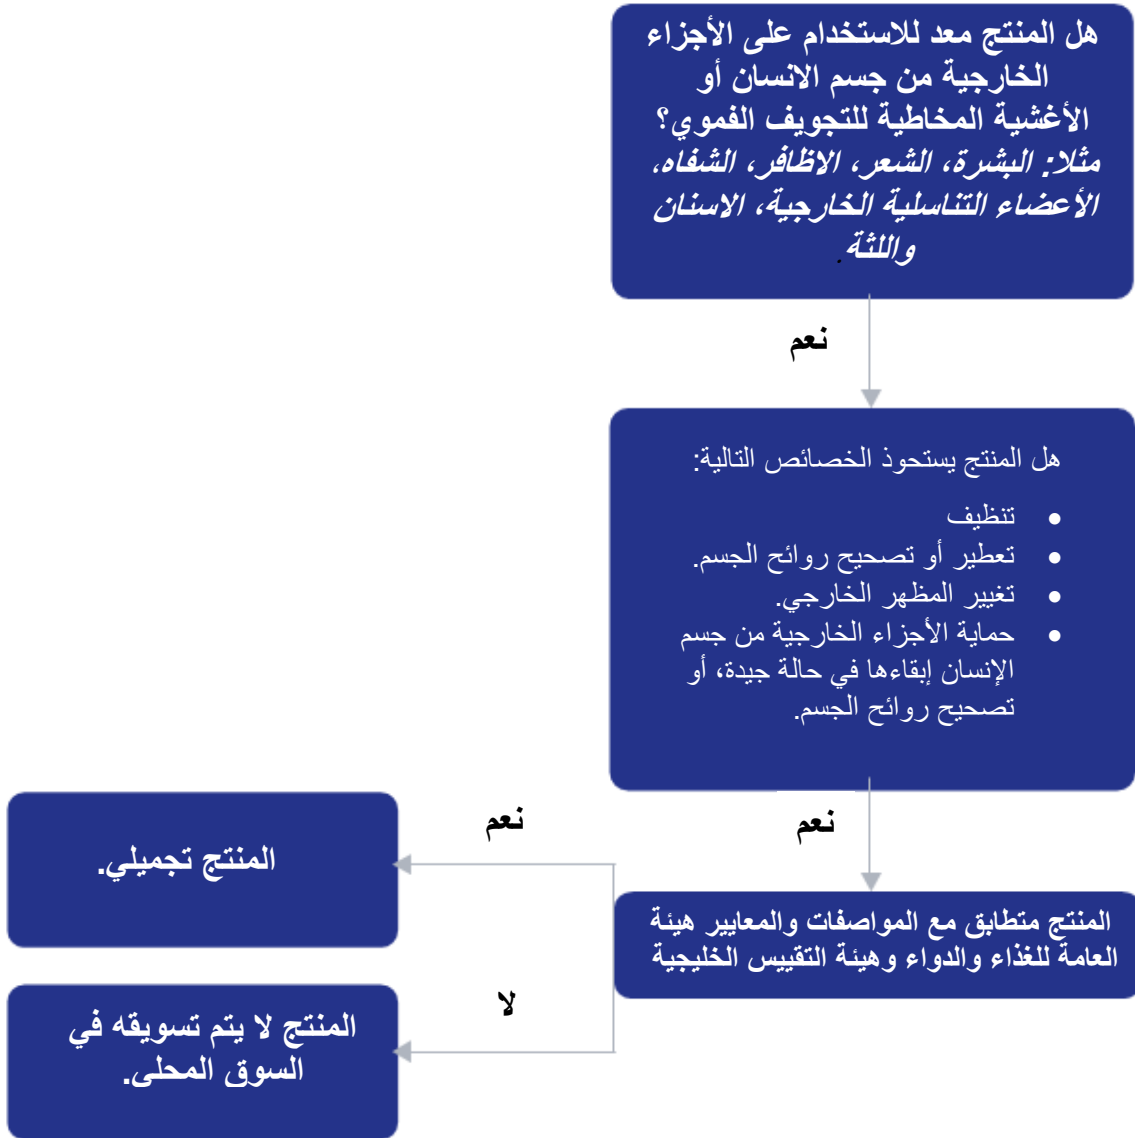 هل المنتج معد للاستخدام على الأجزاء
الخارجية من جسم الانسان أو
الأغشية المخاطية للتجويف الفموي؟
مثلا: البشرة، الشعر، الاظافر، الشفاه،
الأعضاء التناسلية الخارجية، الاسنان
واللثة.
نعم
هل المنتج يستحوذ الخصائص التالية:
• تنظيف
• تعطير أو تصحيح روائح الجسم.
• تغيير المظهر الخارجي.
• حماية الأجزاء الخارجية من جسم
الإنسان إبقاءها في حالة جيدة، أو
تصحيح روائح الجسم.
نعم
المنتج متطابق مع المواصفات والمعايير هيئة
العامة للغذاء والدواء وهيئة التقييس الخليجية
نعم
المنتج تجميلي.
لا
المنتج لا يتم تسويقه في
السوق المحلي.